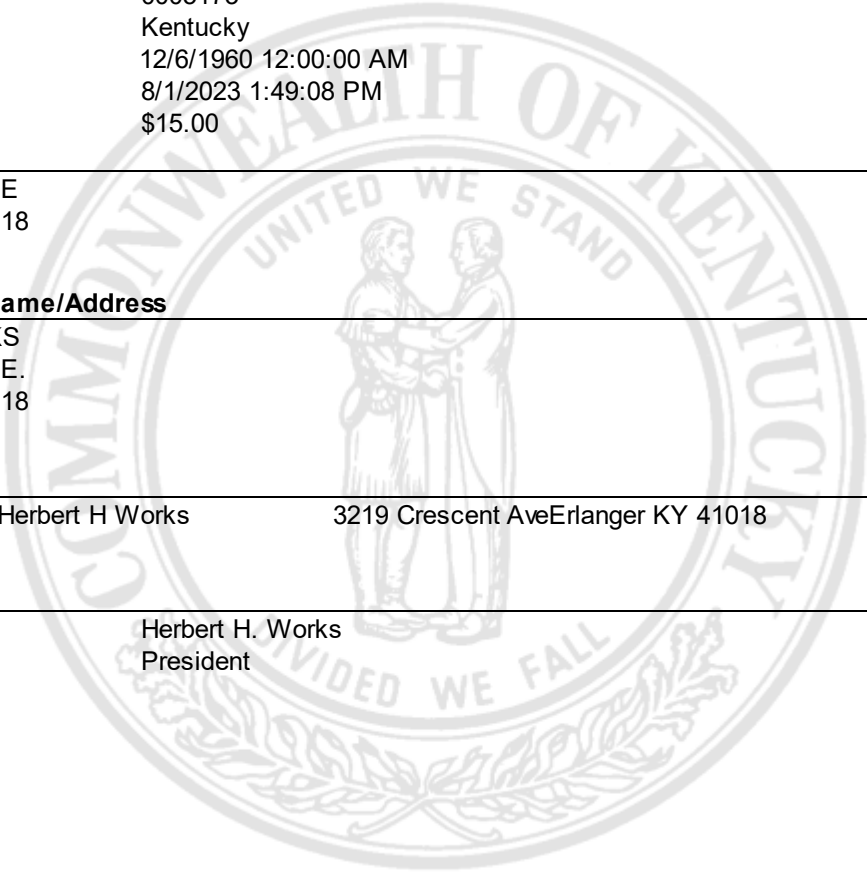 Kentucky
12/6/1960 12:00:00 AM
8/1/2023 1:49:08 PM
$15.00
E
18
ame/Address
KS
E.
18
Herbert H Works 3219 Crescent AveErlanger KY 41018
Herbert H. Works
President
COMMONWEALTH OF KENTUCKY
UNITED WE STAND
DIVIDED WE FALL